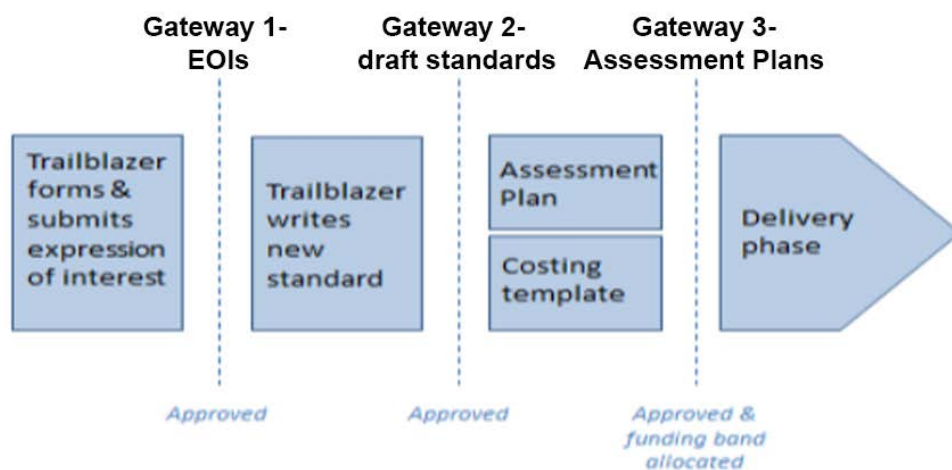 Gateway 1-
EOIs
Gateway 2-
draft standards
Gateway 3-
Assessment Plans
Trailblazer
forms &
submits
expression
of interest
Trailblazer
writes
new
standard
Assessment
Plan
Costing
template
Delivery
phase
Approved
Approved
Approved &
funding band
allocated